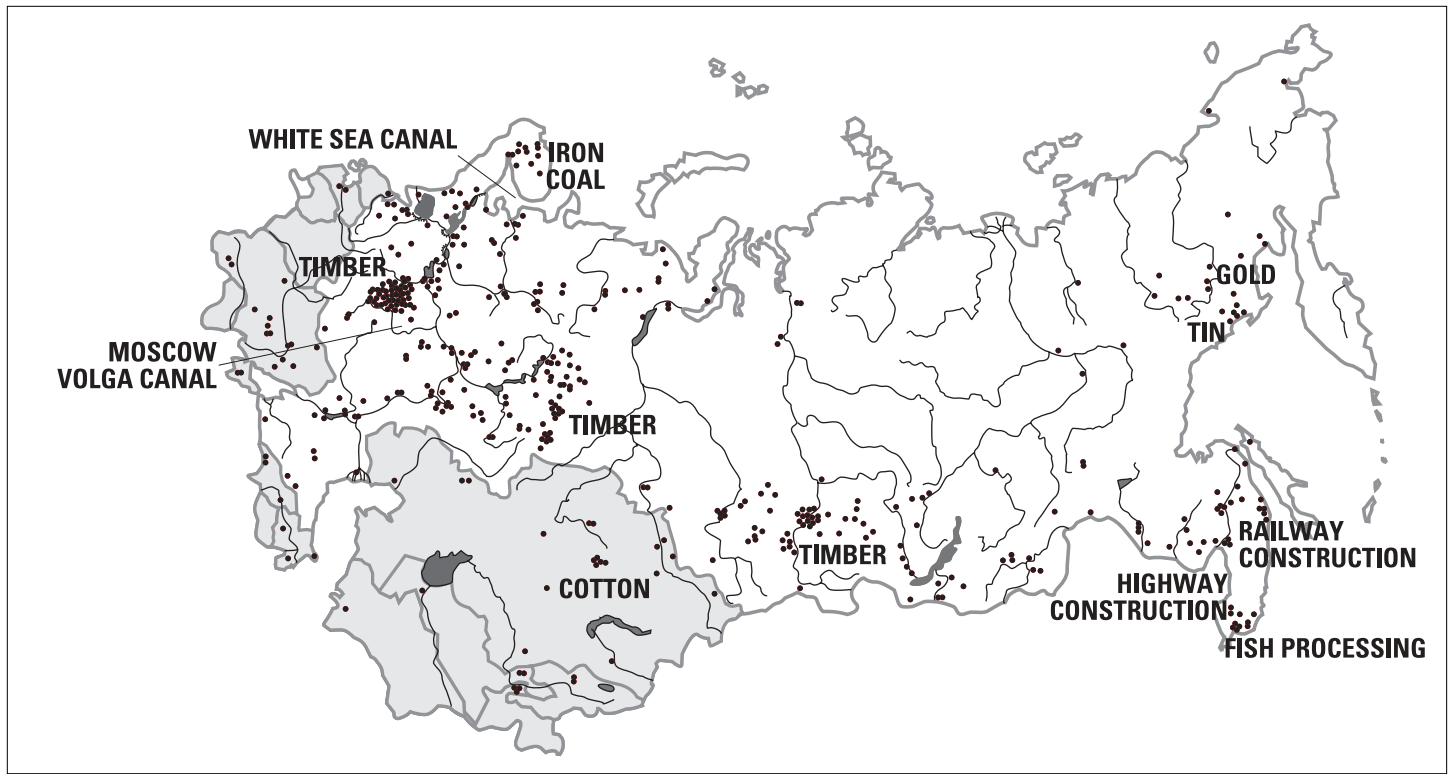 WHITE SEA CANAL
IRON
COAL
TIMBER
GOLD
TIN
MOSCOW
VOLGA CANAL
TIMBER
TIMBER
RAILWAY
CONSTRUCTION
COTTON
HIGHWAY
CONSTRUCTION
FISH PROCESSING